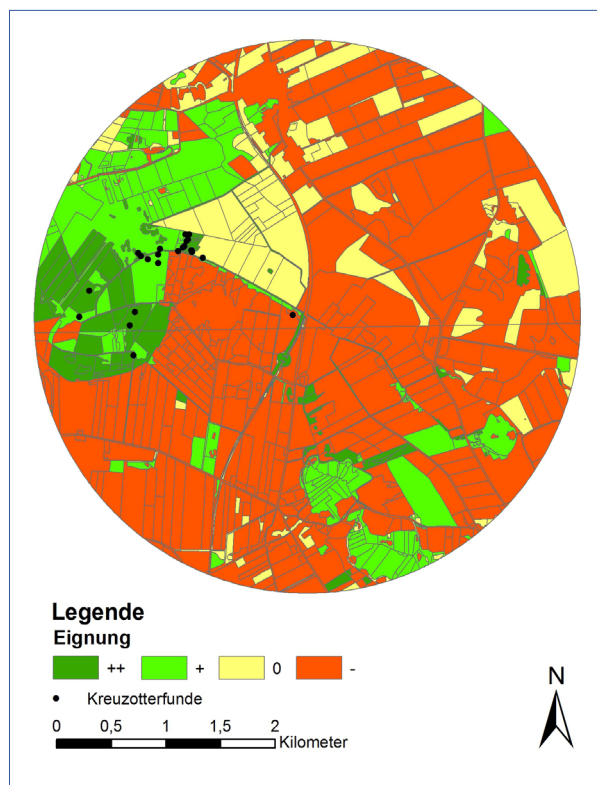 Legende
Eignung
++ + 0 -
Kreuzotterfunde
0 0,5 1 1,5 2
Kilometer
N